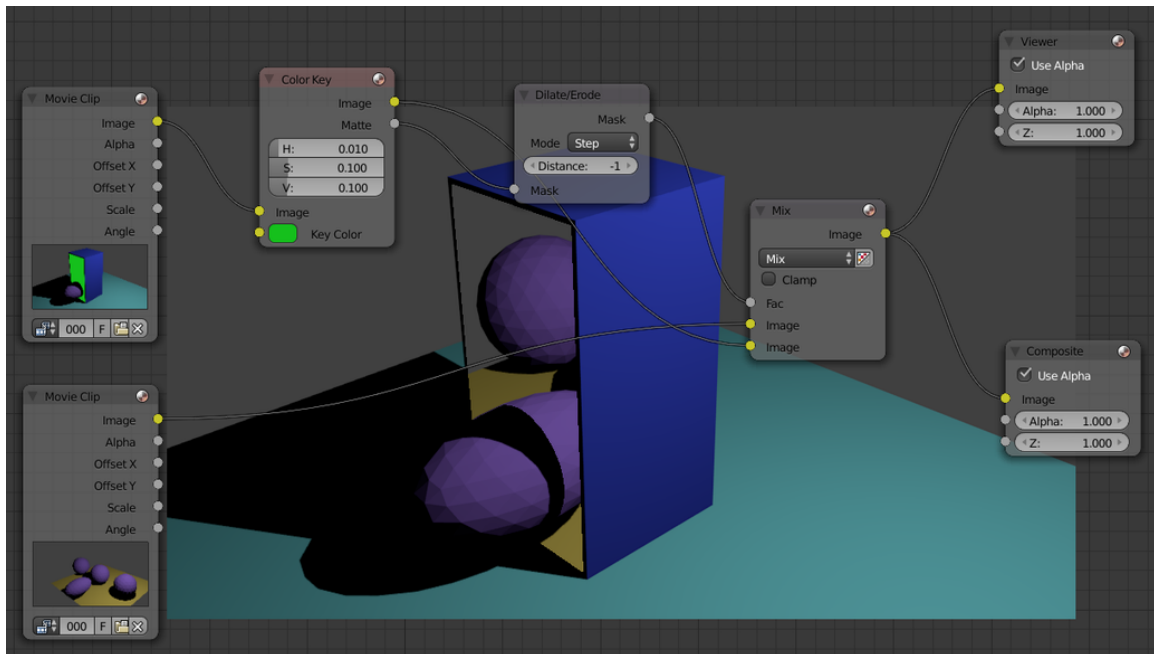 Movie Clip
Image
Alpha
Offset X
Offset Y
Scale
Angle
000 F
Movie Clip
Image
Alpha
Offset X
Offset Y
Scale
Angle
000 F
Color Key
Image
Matte
H: 0.010
S: 0.100
V: 0.100
Image
Key Color
Dilate/Erode
Mask
Mode Step
Distance: -1
Mask
Mix
Image
Mix
Clamp
Fac
Image
Image
Viewer
Use Alpha
Image
Alpha: 1.000
Z: 1.000
Composite
Use Alpha
Image
Alpha: 1.000
Z: 1.000